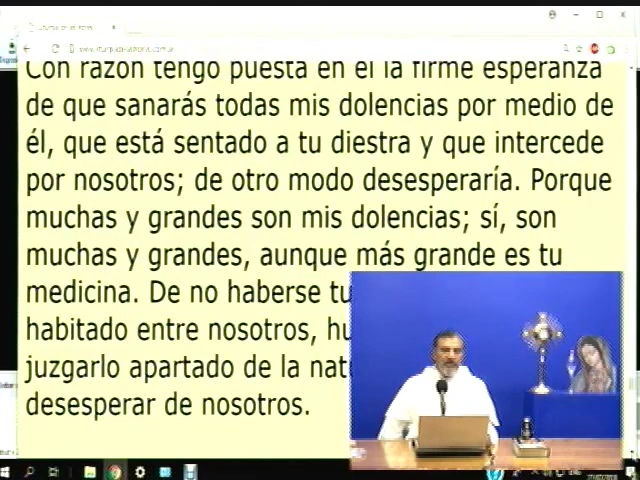 Con razón tengo puesta en él la firme esperanza
de que sanarás todas mis dolencias por medio de
él, que está sentado a tu diestra y que intercede
por nosotros; de otro modo desesperaría. Porque
muchas y grandes son mis dolencias; sí, son
muchas y grandes, aunque más grande es tu
medicina. De no haberse tu
habitado entre nosotros, hu
juzgarlo apartado de la natu
desesperar de nosotros.